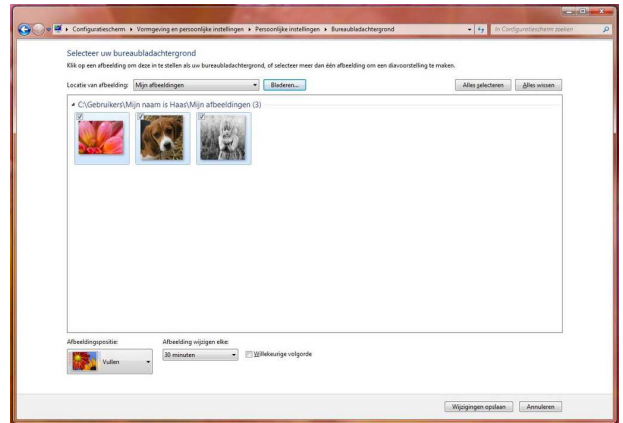 Configuratiescherm ▸ Vormgeving en persoonlijke instellingen ▸ Persoonlijke instellingen ▸ Bureaubladachtergrond
In Configuratiescherm zoeken
Selecteer uw bureaubladachtergrond
Klik op een afbeelding om deze in te stellen als uw bureaubladachtergrond, of selecteer meer dan één afbeelding om een diavoorstelling te maken.
Locatie van afbeelding: Mijn afbeeldingen Bladeren... Alles selecteren Alles wissen
C:\Gebruikers\Mijn naam is Haas\Mijn afbeeldingen (3)
Afbeeldingspositie: Afbeelding wijzigen elke:
Vullen 30 minuten Willekeurige volgorde
Wijzigingen opslaan Annuleren